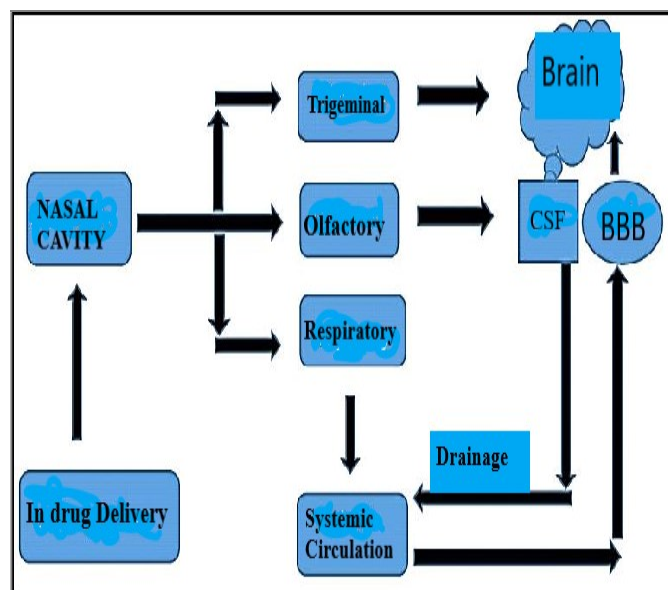 Brain
Trigeminal
NASAL
CAVITY
Olfactory
CSF
BBB
Respiratory
Drainage
In drug Delivery
Systemic
Circulation